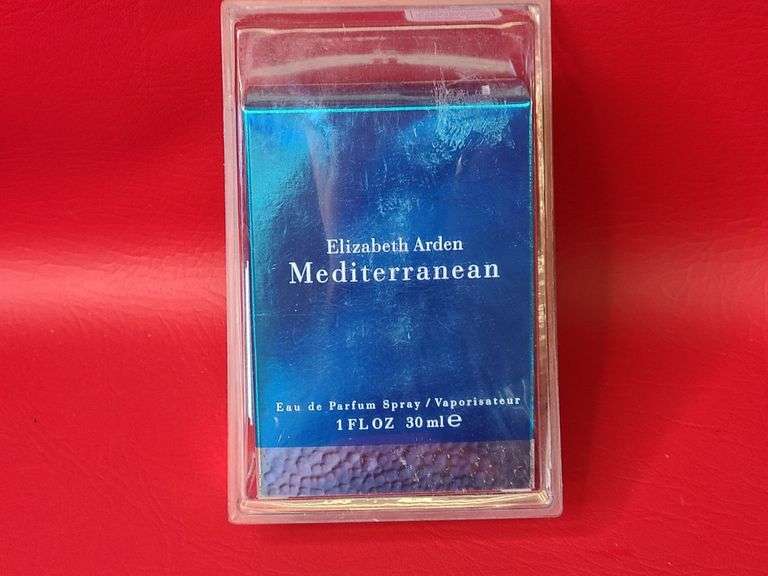 Elizabeth Arden
Mediterranean
Eau de Parfum Spray / Vaporisateur
1 FL OZ 30 ml ℮